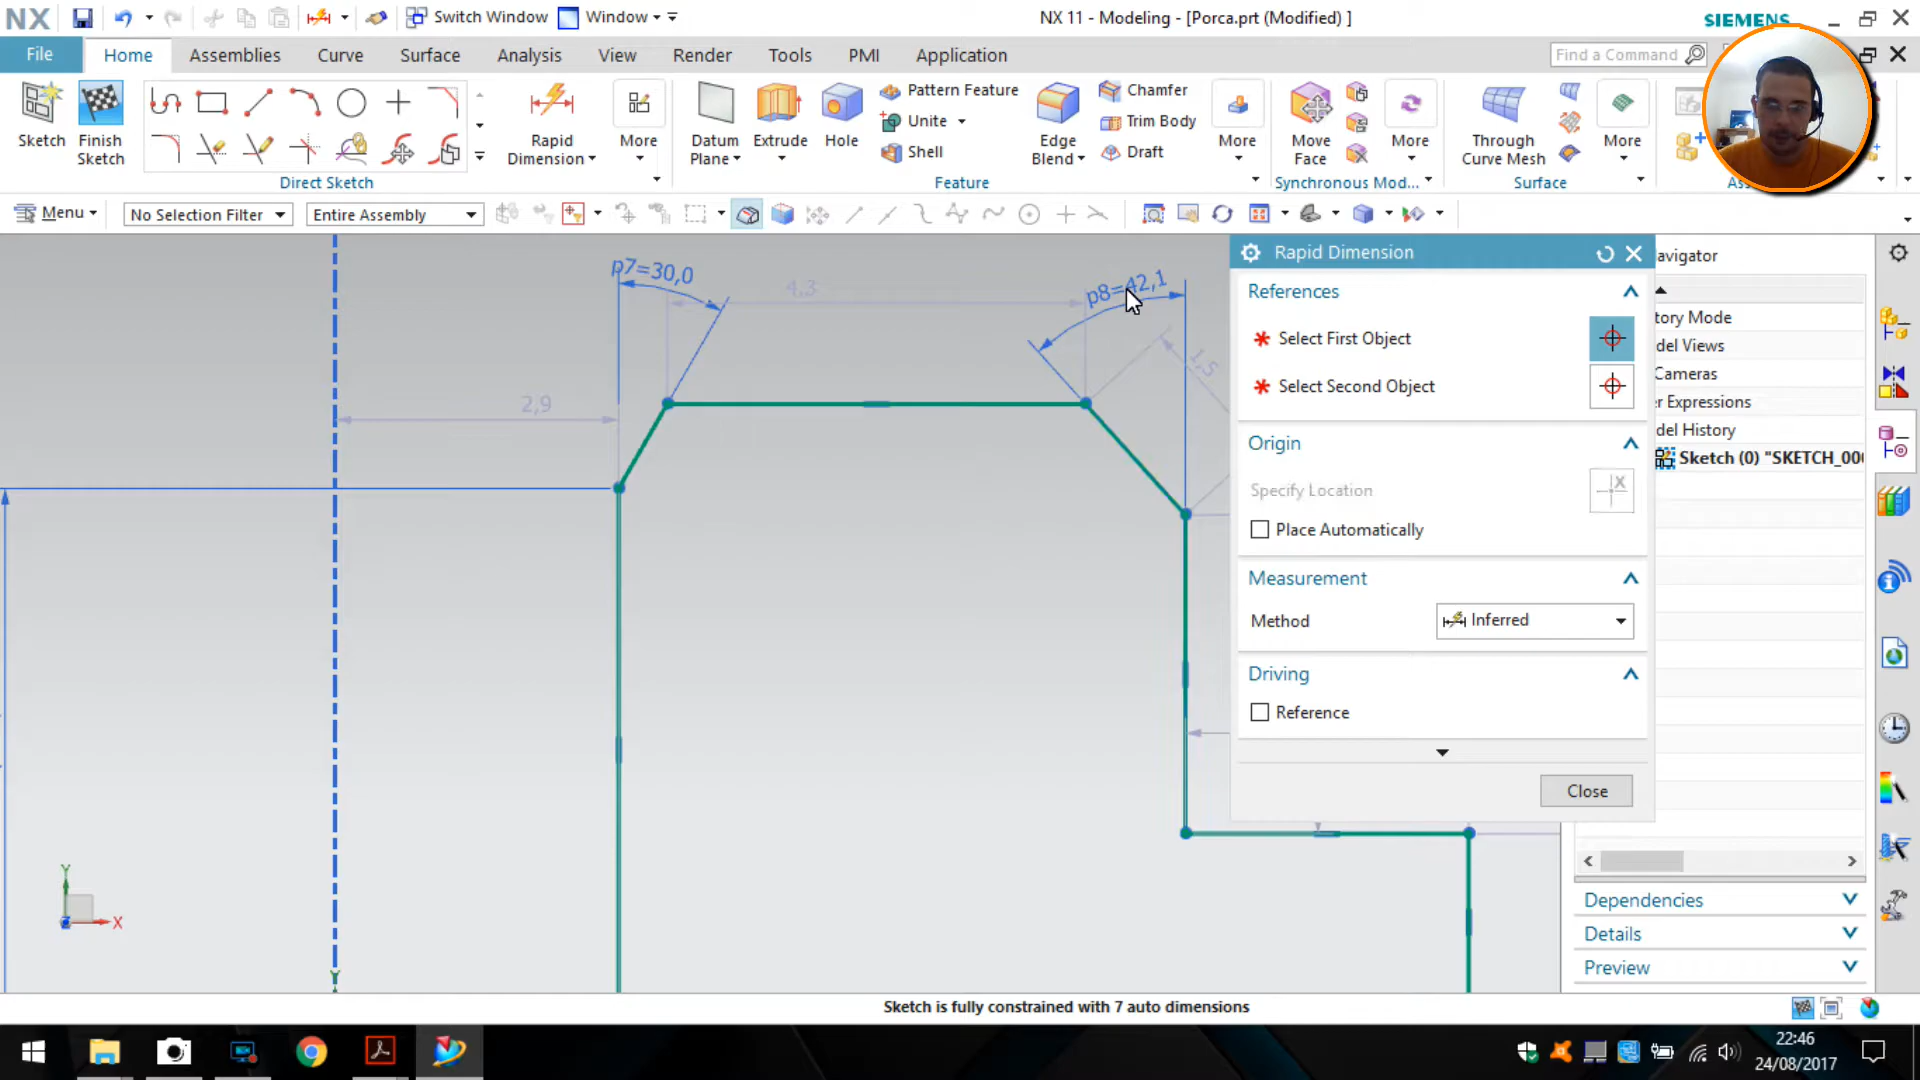 NX
Switch Window
Window
NX 11 - Modeling - [Porca.prt (Modified) ]
SIEMENS
File
Home
Assemblies
Curve
Surface
Analysis
View
Render
Tools
PMI
Application
Find a Command
Sketch
Finish
Sketch
Direct Sketch
Rapid
Dimension
More
Datum
Plane
Extrude
Hole
Pattern Feature
Unite
Shell
Feature
Edge
Blend
Chamfer
Trim Body
Draft
More
Move
Face
More
Synchronous Mod...
Through
Curve Mesh
More
Surface
Menu
No Selection Filter
Entire Assembly
p7=30,0
4,3
p8=42,1
2,9
1,5
Rapid Dimension
References
Select First Object
Select Second Object
Origin
Specify Location
Place Automatically
Measurement
Method
Inferred
Driving
Reference
Close
avigator
tory Mode
del Views
Cameras
r Expressions
del History
Sketch (0) "SKETCH_00
Dependencies
Details
Preview
Y
X
Y
Sketch is fully constrained with 7 auto dimensions
22:46
24/08/2017